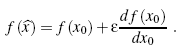 f(x̂) = f(x₀) + ε df(x₀)/dx₀ .